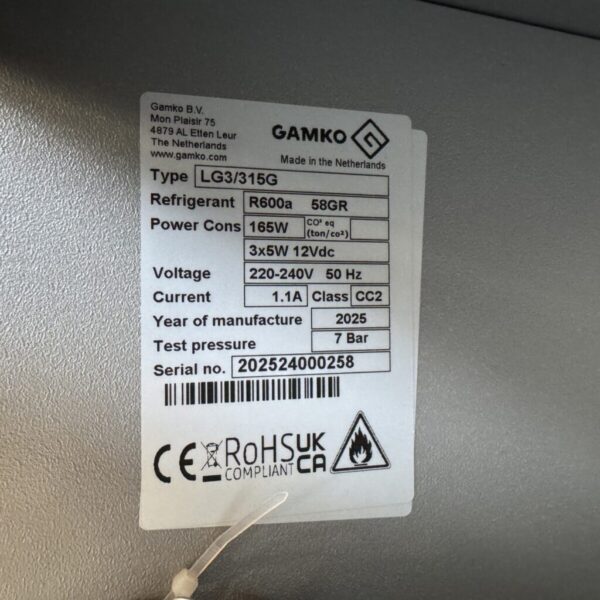 Gamko B.V.
Mon Plaisir 75
4879 AL Etten Leur
The Netherlands
www.gamko.com
GAMKO G
Made in the Netherlands
Type LG3/315G
Refrigerant R600a 58GR
Power Cons 165W CO² eq (ton/co²)
3x5W 12Vdc
Voltage 220-240V 50 Hz
Current 1.1A Class CC2
Year of manufacture 2025
Test pressure 7 Bar
Serial no. 202524000258
CE RoHS COMPLIANT UK CA